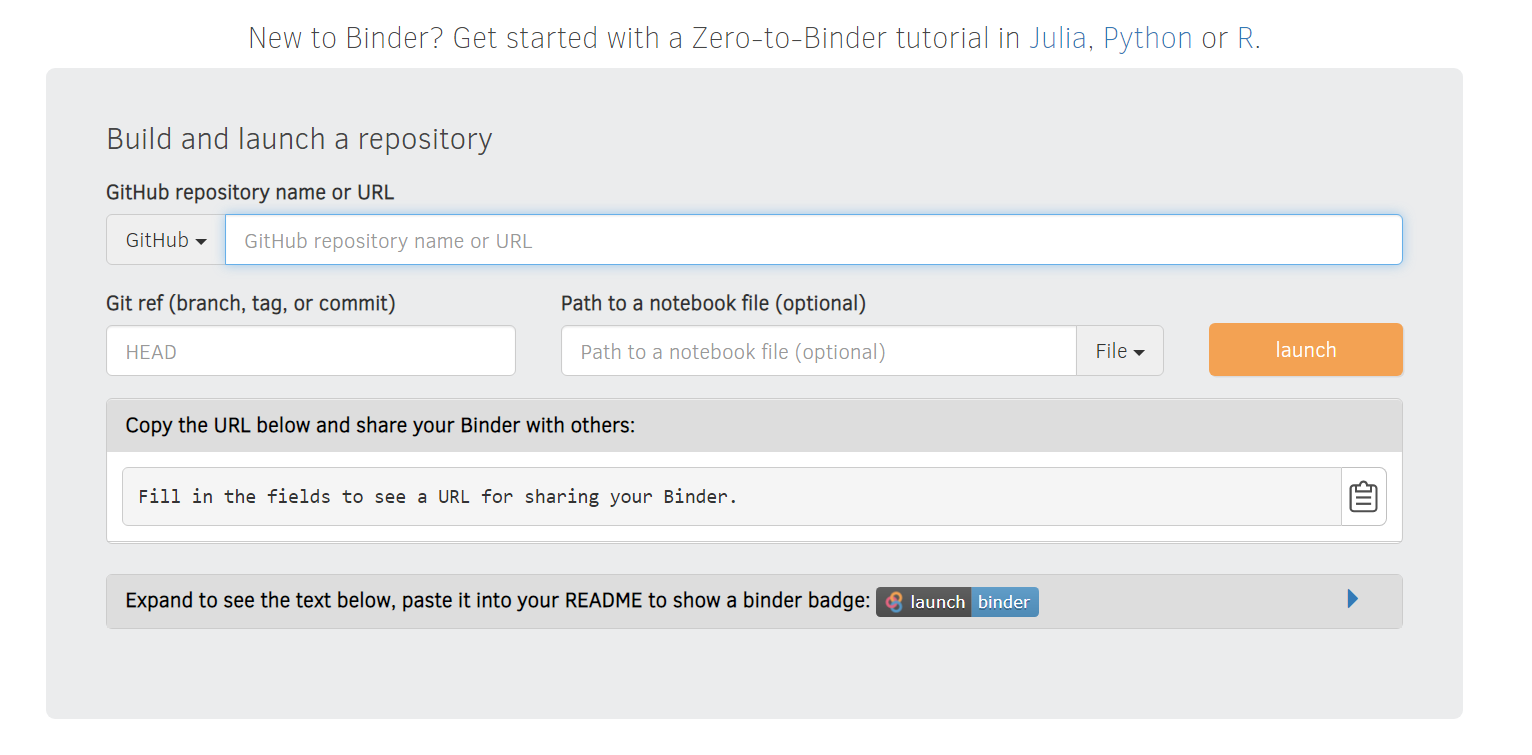 New to Binder? Get started with a Zero-to-Binder tutorial in Julia, Python or R.
Build and launch a repository
GitHub repository name or URL
GitHub
GitHub repository name or URL
Git ref (branch, tag, or commit)
Path to a notebook file (optional)
HEAD
Path to a notebook file (optional)
File
launch
Copy the URL below and share your Binder with others:
Fill in the fields to see a URL for sharing your Binder.
Expand to see the text below, paste it into your README to show a binder badge: launch binder